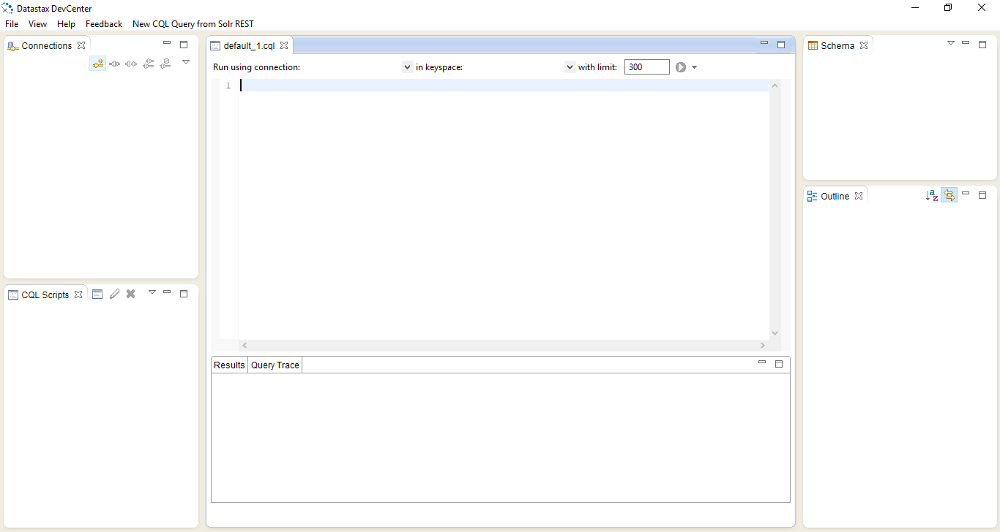 Datastax DevCenter
File View Help Feedback New CQL Query from Solr REST
Connections
default_1.cql
Schema
Run using connection: in keyspace: with limit: 300
1
Outline
CQL Scripts
Results Query Trace